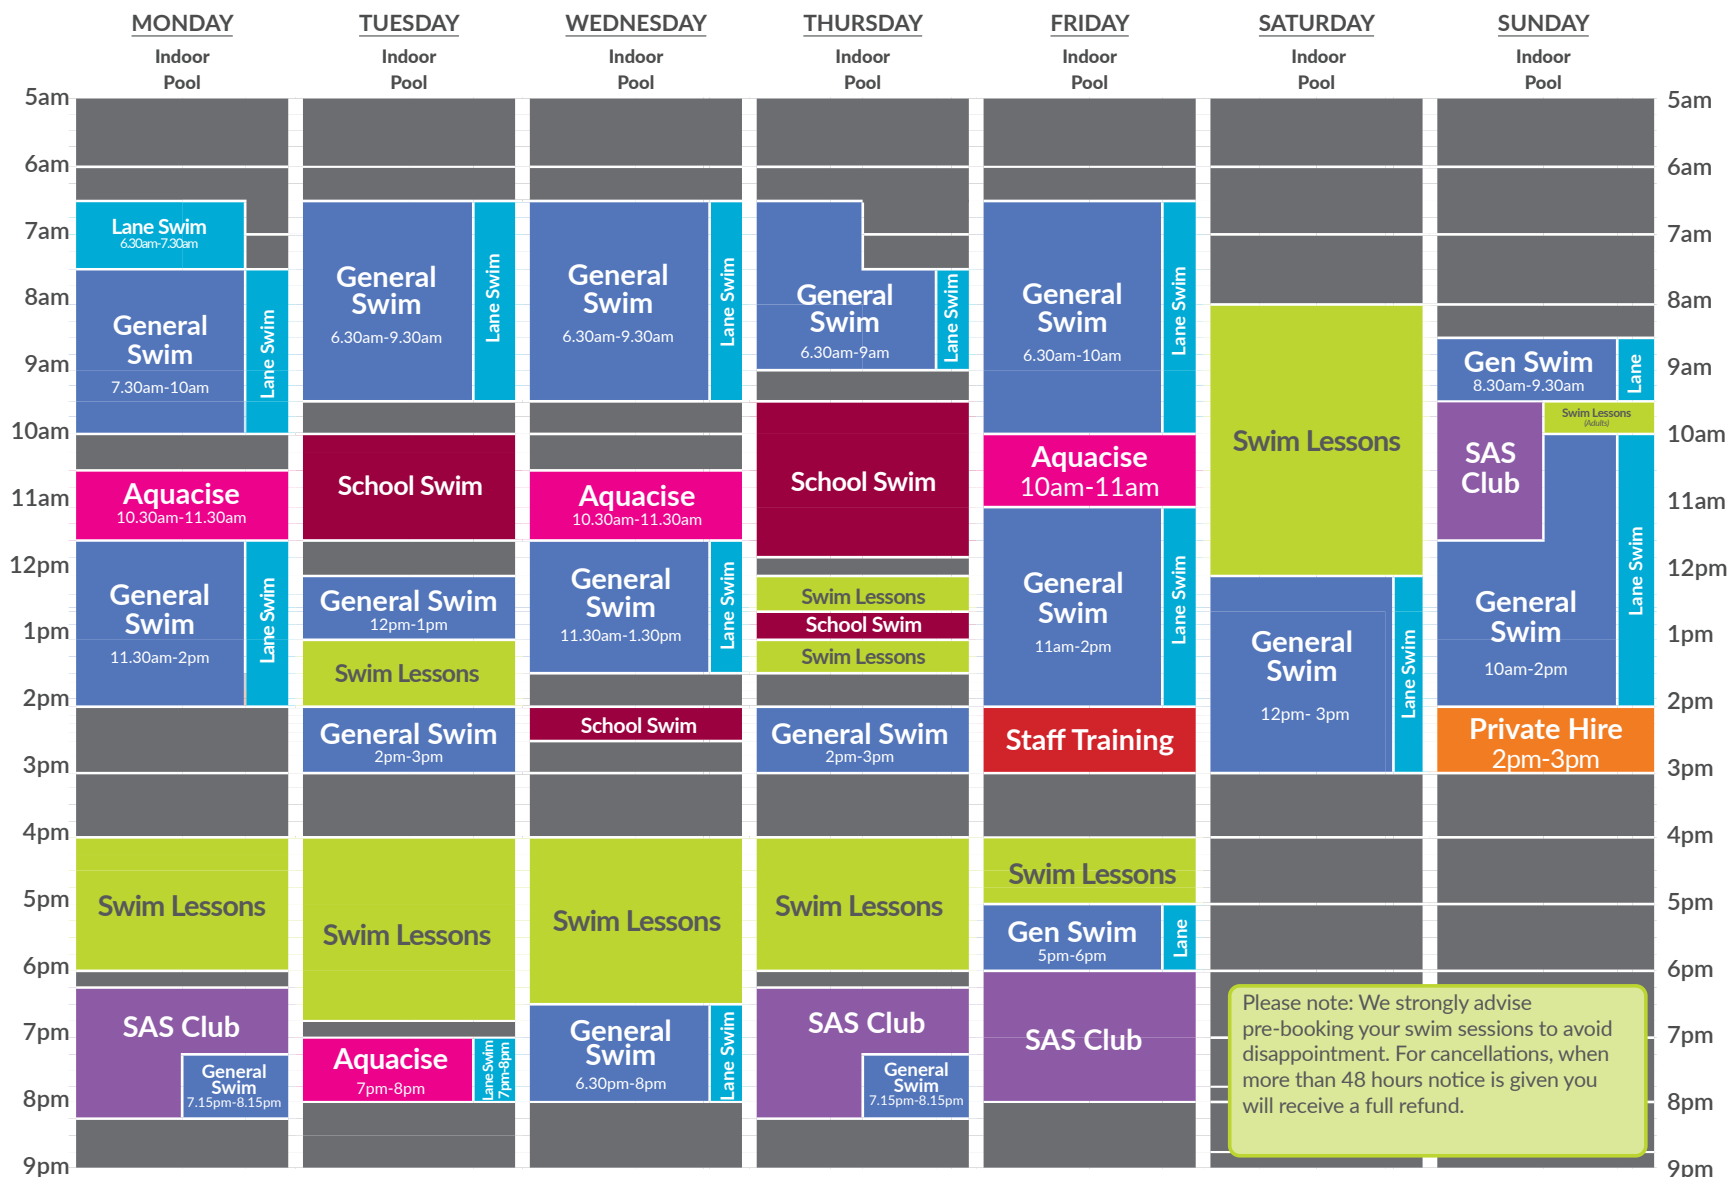 MONDAY
TUESDAY
WEDNESDAY
THURSDAY
FRIDAY
SATURDAY
SUNDAY
Indoor
Pool
Indoor
Pool
Indoor
Pool
Indoor
Pool
Indoor
Pool
Indoor
Pool
Indoor
Pool
5am
6am
7am
8am
9am
10am
11am
12pm
1pm
2pm
3pm
4pm
5pm
6pm
7pm
8pm
9pm
Lane Swim
6.30am-7.30am
General
Swim
7.30am-10am
Lane Swim
Aquacise
10.30am-11.30am
General
Swim
11.30am-2pm
Lane Swim
Swim Lessons
SAS Club
General
Swim
7.15pm-8.15pm
General
Swim
6.30am-9.30am
Lane Swim
School Swim
General Swim
12pm-1pm
Swim Lessons
General Swim
2pm-3pm
Swim Lessons
Aquacise
7pm-8pm
Lane Swim
7pm-8pm
General
Swim
6.30am-9.30am
Lane Swim
Aquacise
10.30am-11.30am
General
Swim
11.30am-1.30pm
Lane Swim
School Swim
Swim Lessons
General
Swim
6.30pm-8pm
Lane Swim
General
Swim
6.30am-9am
Lane Swim
School Swim
Swim Lessons
School Swim
Swim Lessons
General Swim
2pm-3pm
Swim Lessons
SAS Club
General
Swim
7.15pm-8.15pm
General
Swim
6.30am-10am
Lane Swim
Aquacise
10am-11am
General
Swim
11am-2pm
Lane Swim
Staff Training
Swim Lessons
Gen Swim
5pm-6pm
Lane
SAS Club
Swim Lessons
General
Swim
12pm- 3pm
Lane Swim
Gen Swim
8.30am-9.30am
Lane
SAS
Club
Swim Lessons
(Adults)
General
Swim
10am-2pm
Lane Swim
Private Hire
2pm-3pm
Please note: We strongly advise
pre-booking your swim sessions to avoid
disappointment. For cancellations, when
more than 48 hours notice is given you
will receive a full refund.
5am
6am
7am
8am
9am
10am
11am
12pm
1pm
2pm
3pm
4pm
5pm
6pm
7pm
8pm
9pm